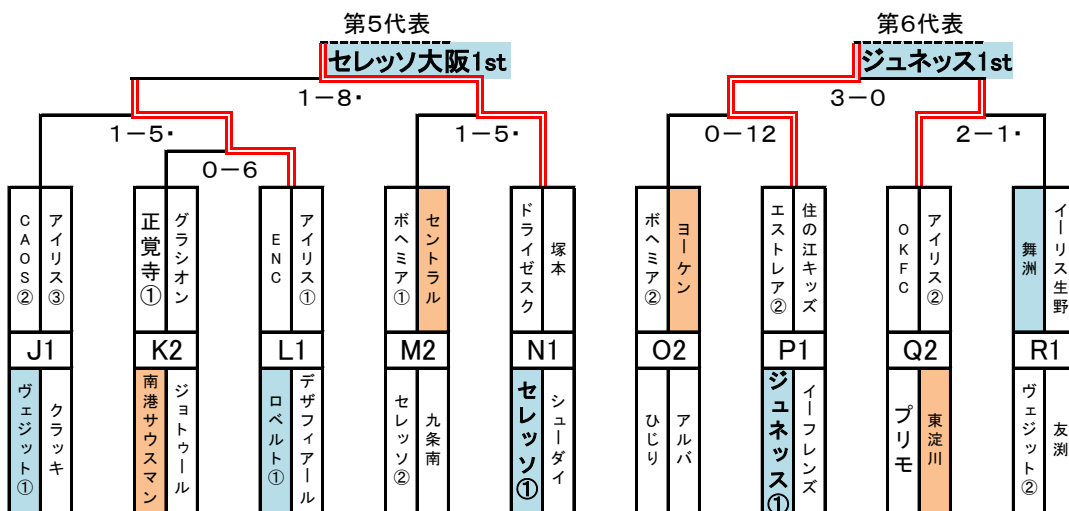 第5代表
第6代表
セレッソ大阪1st
ジュネッス1st
1－8・
3－0
1－5・
1－5・
0－12
2－1・
0－6
CAOS②
アイリス③
正覚寺①
グラシオン
ENC
アイリス①
ボヘミア①
セントラル
ドライゼスク
塚本
ボヘミア②
ヨーケン
エストレア②
住の江キッズ
OKFC
アイリス②
舞洲
イーリス生野
J1
K2
L1
M2
N1
O2
P1
Q2
R1
ヴェジット①
クラッキ
南港サウスマン
ジョトゥール
ロベルト①
デザフィアール
セレッソ②
九条南
セレッソ①
シューダイ
ひじり
アルバ
ジュネッス①
イーフレンズ
プリモ
東淀川
ヴェジット②
友渕